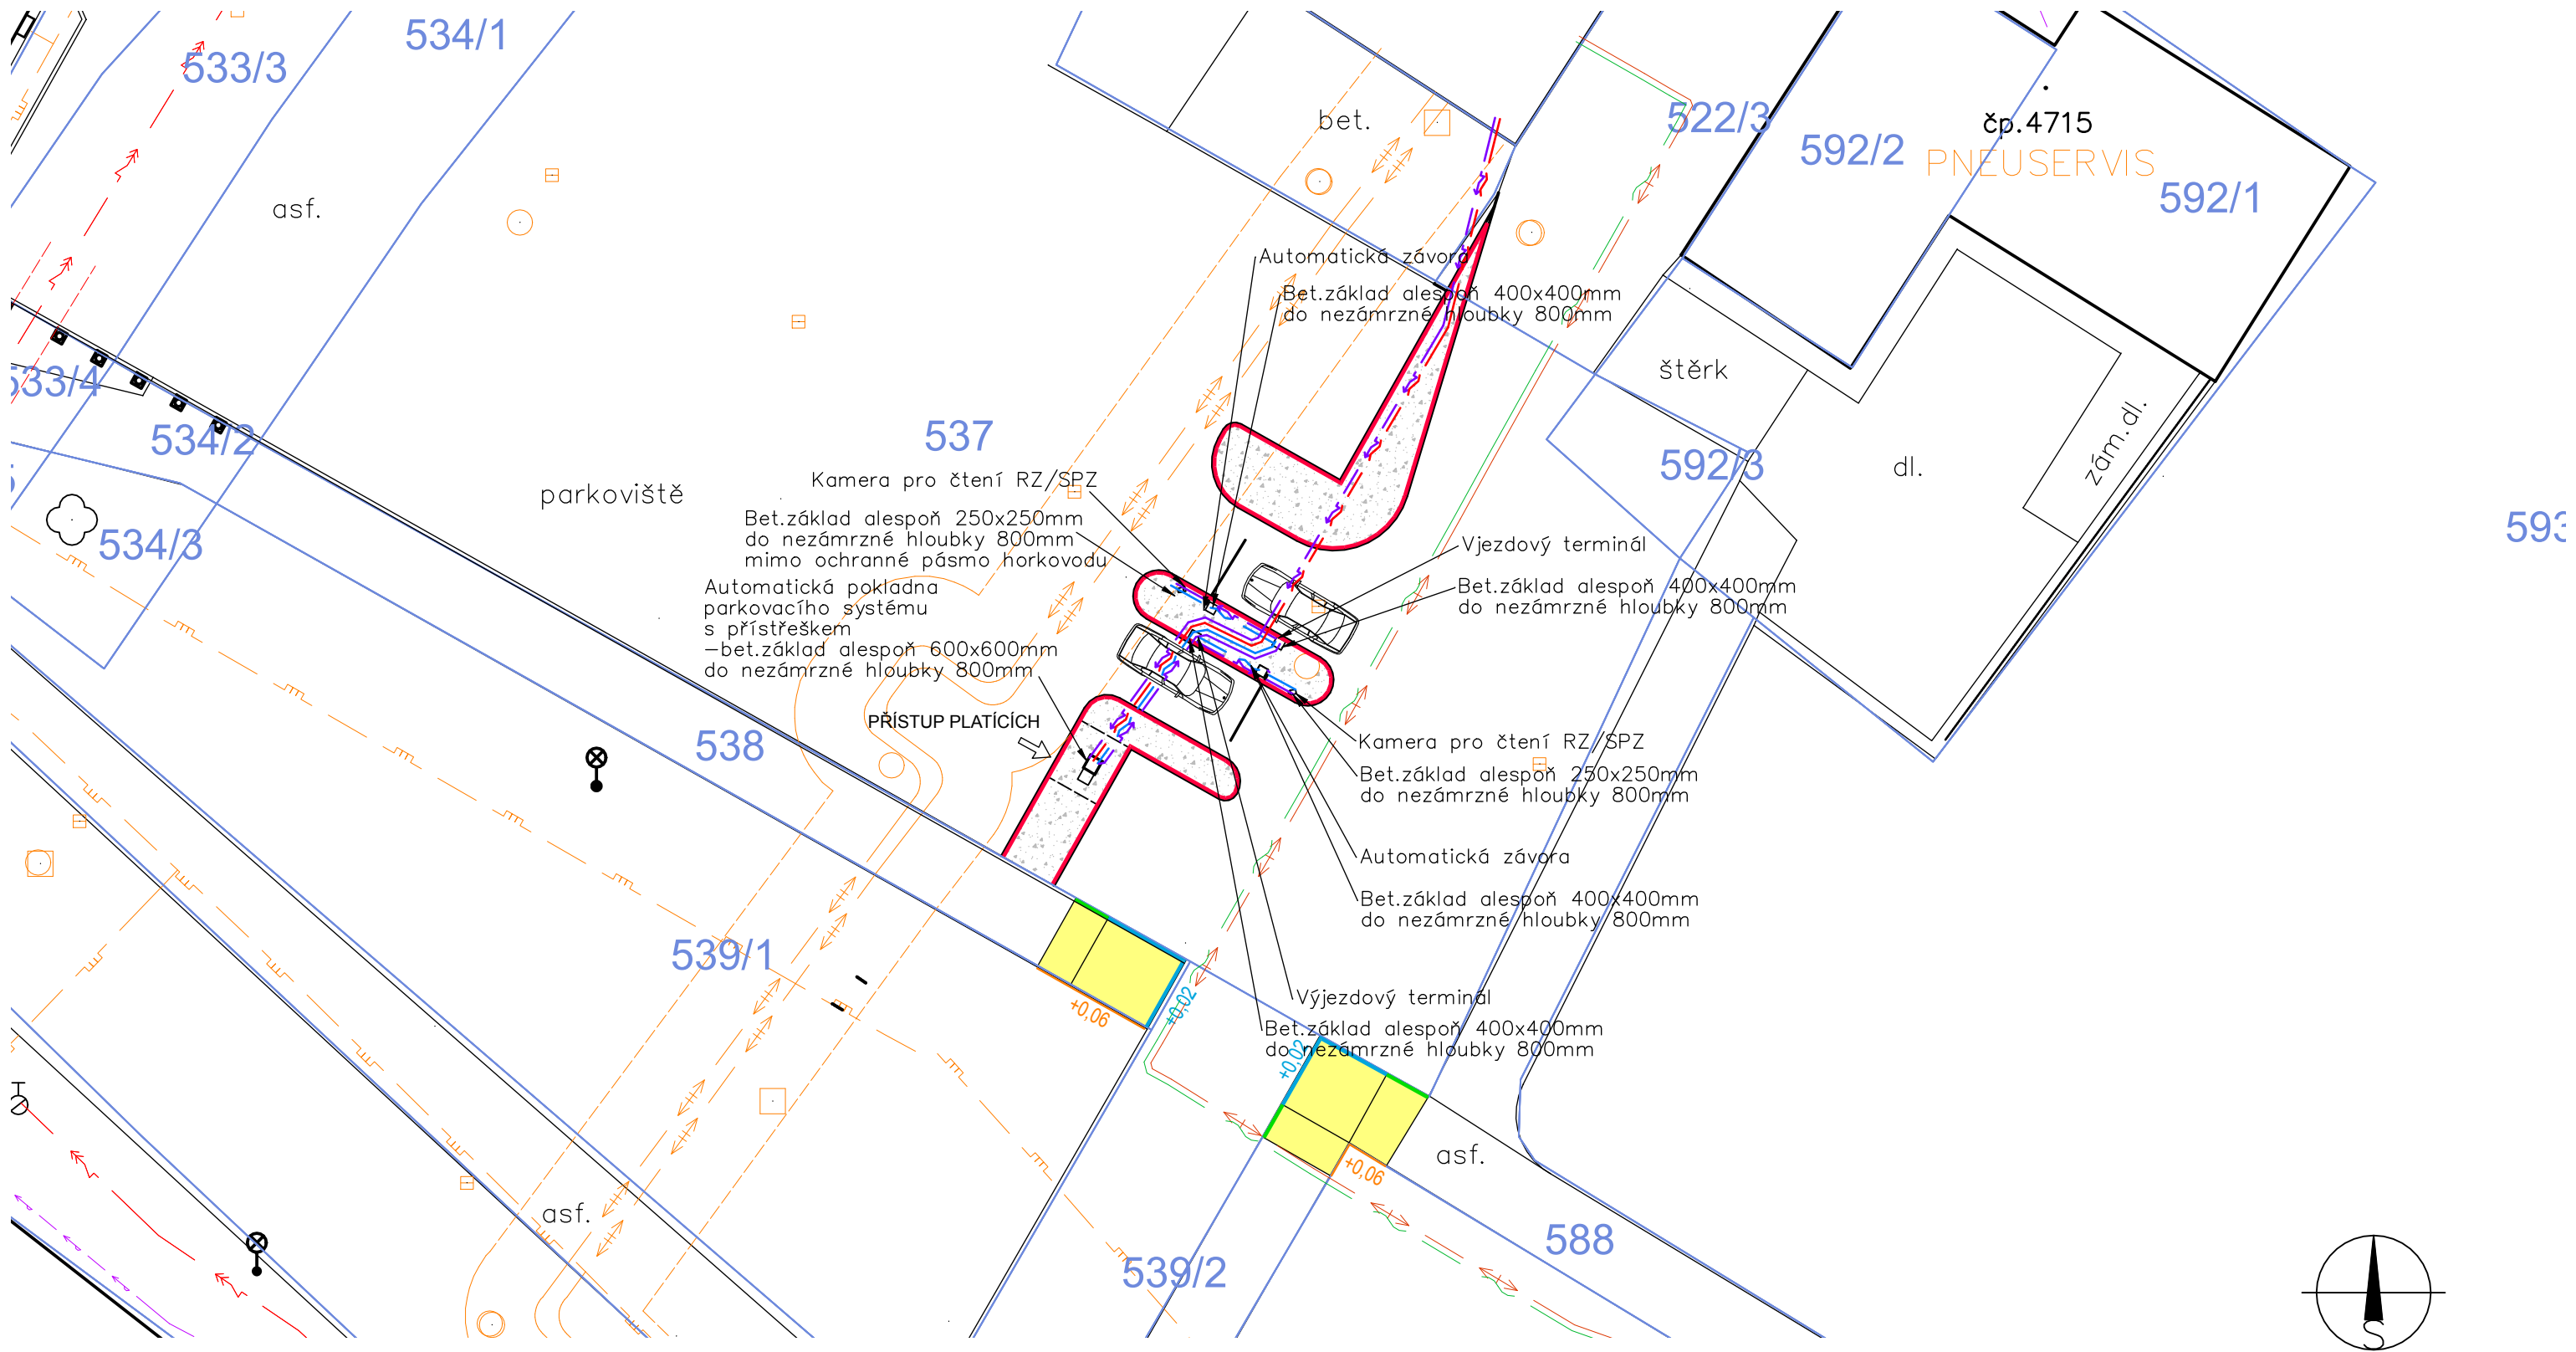 534/1
533/3
522/3
bet.
čp.4715
592/2
PNEUSERVIS
592/1
asf.
Automatická závora
Bet.základ alespoň 400x400mm
do nezámrzné hloubky 800mm
štěrk
533/4
zám.dl.
537
534/2
592/3
dl.
Kamera pro čtení RZ/SPZ
parkoviště
Bet.základ alespoň 250x250mm
do nezámrzné hloubky 800mm
mimo ochranné pásmo horkovodu
593
534/3
Vjezdový terminál
Bet.základ alespoň 400x400mm
do nezámrzné hloubky 800mm
Automatická pokladna
parkovacího systému
s přístřeškem
–bet.základ alespoň 600x600mm
do nezámrzné hloubky 800mm
PŘÍSTUP PLATÍCÍCH
538
Kamera pro čtení RZ/SPZ
Bet.základ alespoň 250x250mm
do nezámrzné hloubky 800mm
Automatická závora
Bet.základ alespoň 400x400mm
do nezámrzné hloubky 800mm
539/1
+0,06
+0,02
Výjezdový terminál
Bet.základ alespoň 400x400mm
do nezámrzné hloubky 800mm
+0,02
asf.
+0,06
asf.
588
539/2
S